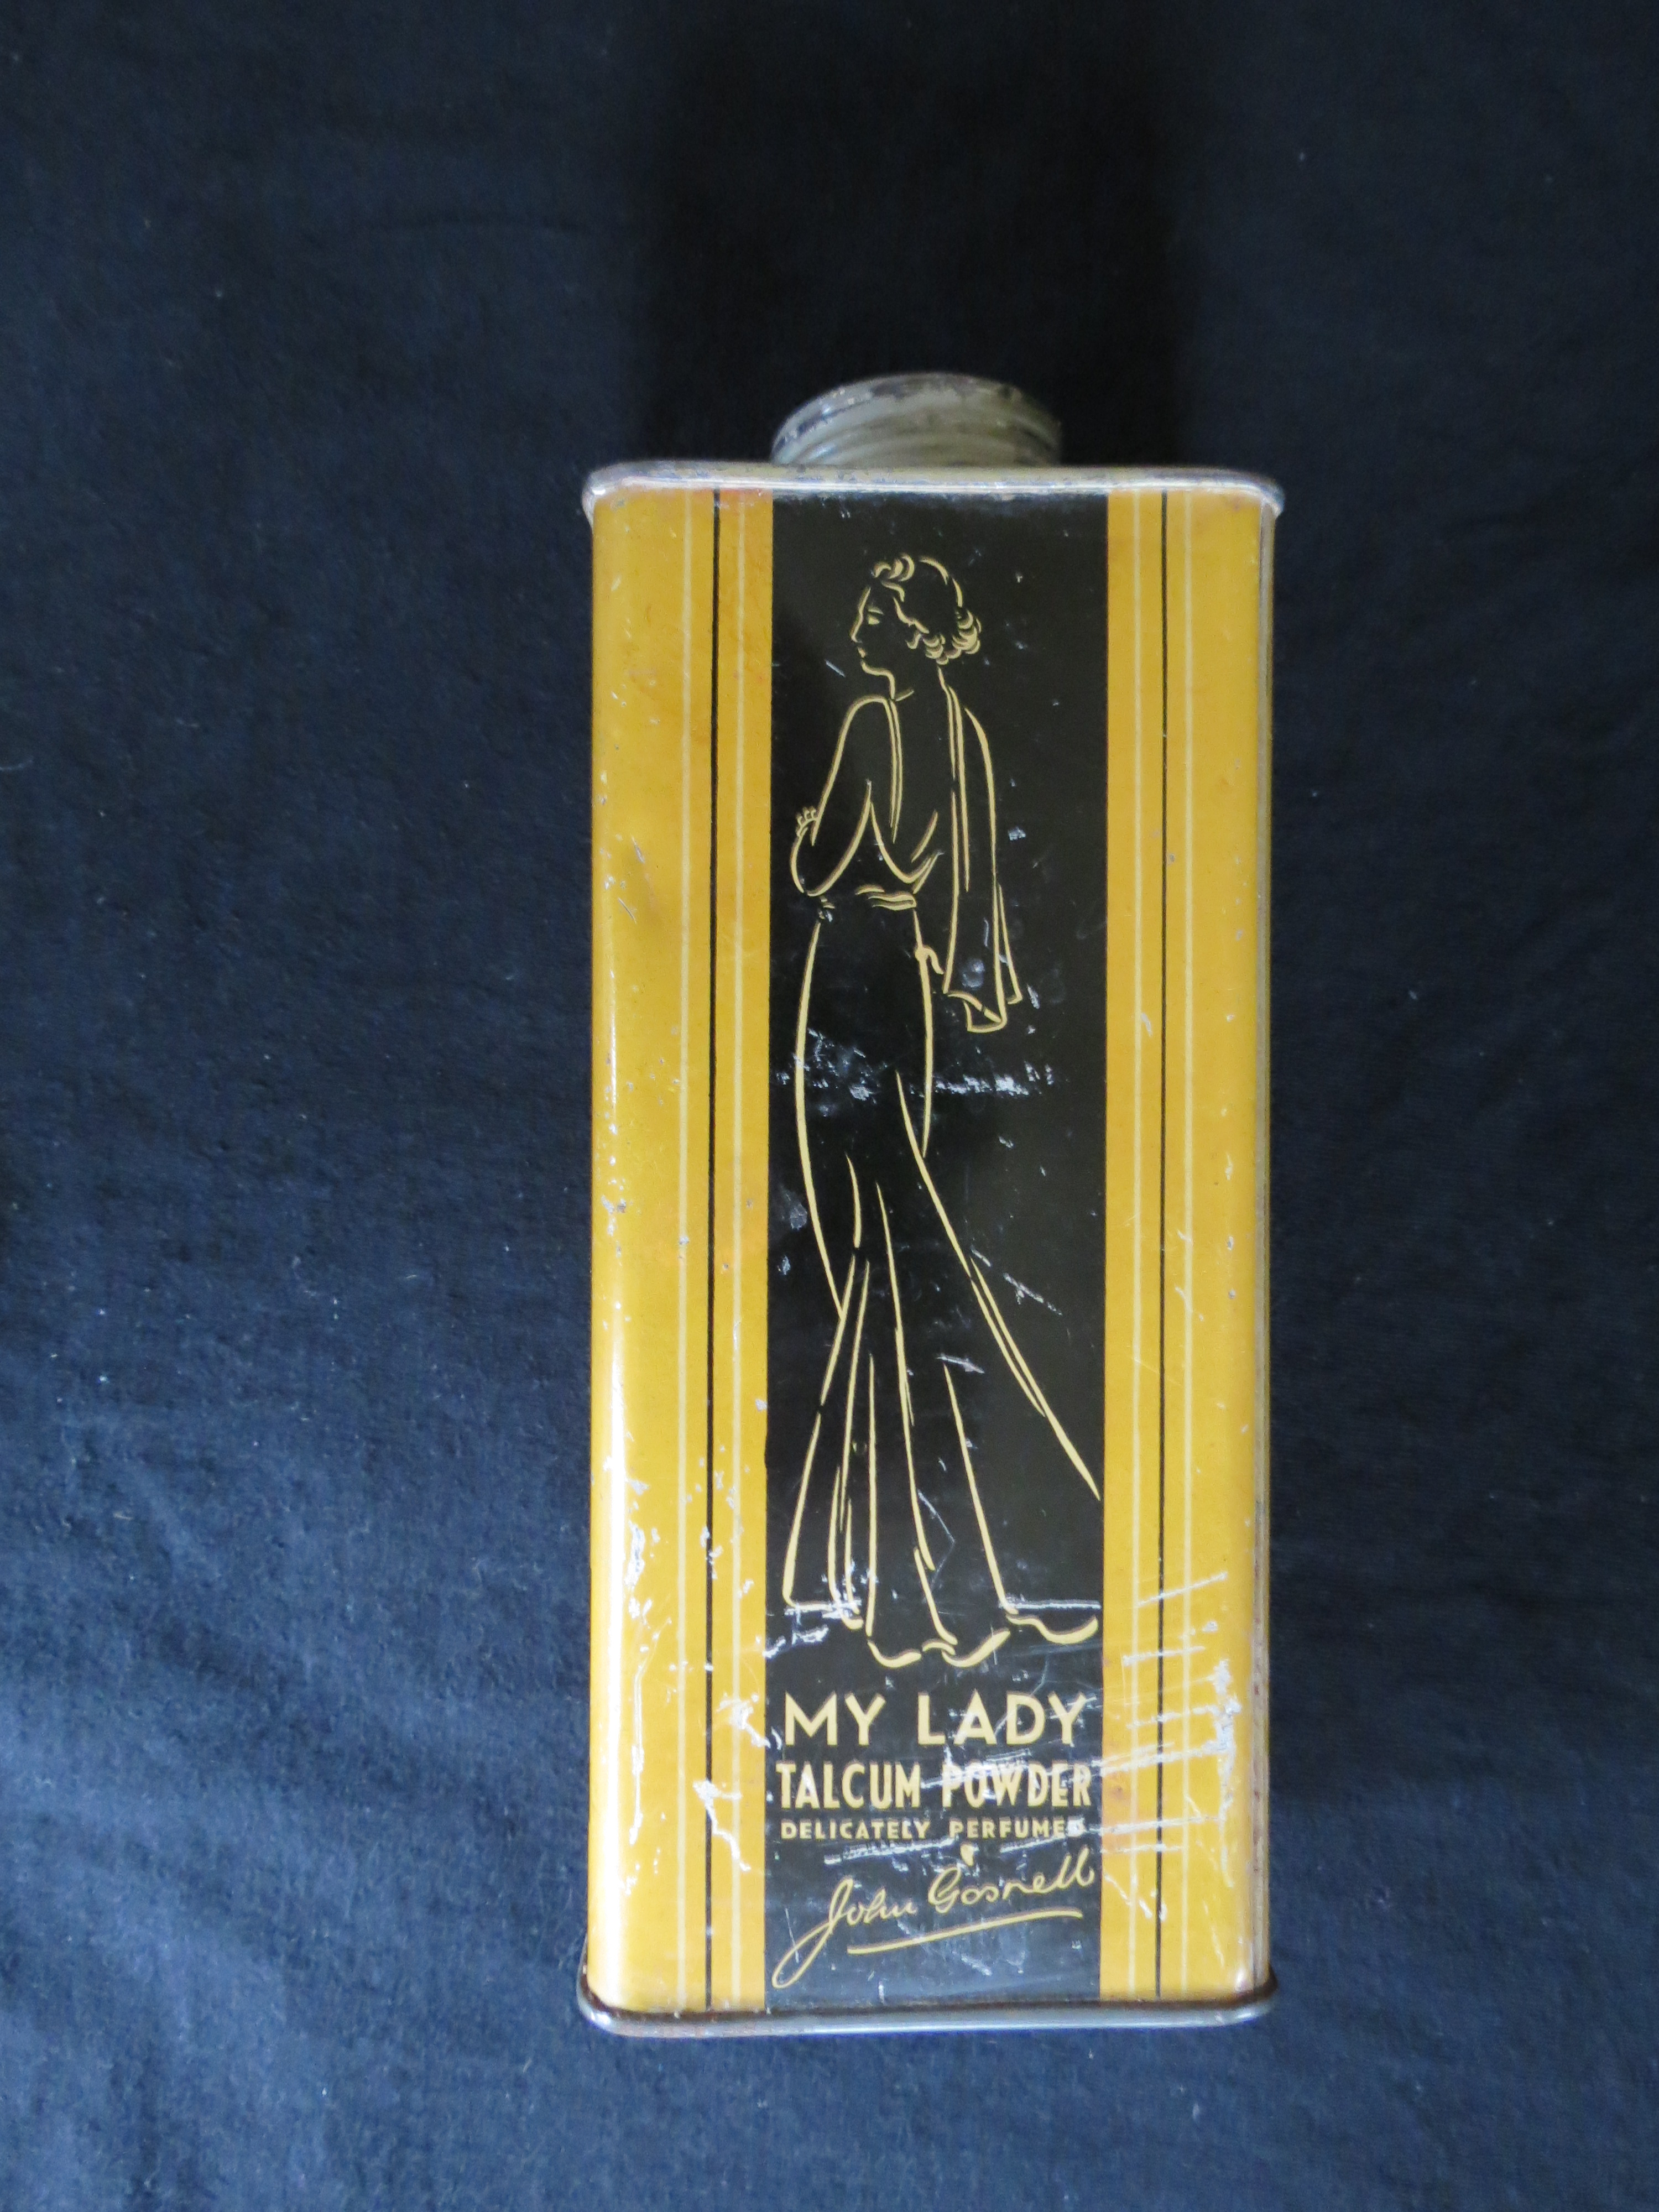 MY LADY
TALCUM POWDER
DELICATELY PERFUMED
John Gosnell